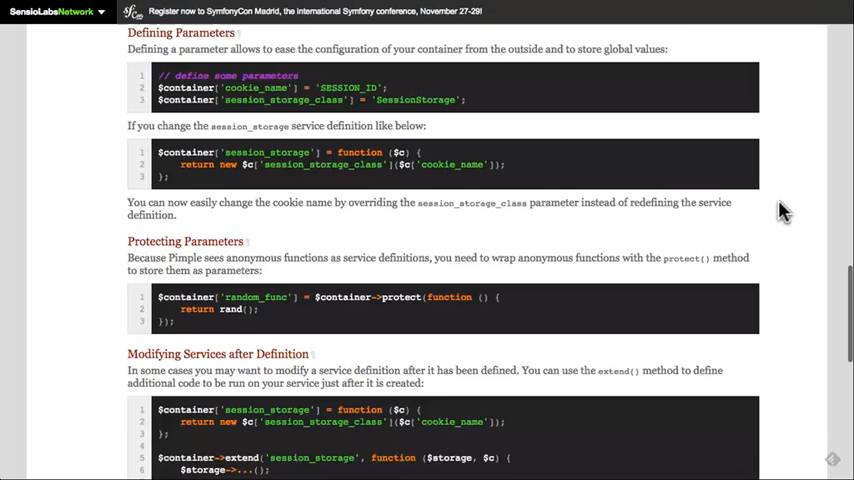 SensioLabsNetwork
sf Con Register now to SymfonyCon Madrid, the international Symfony conference, November 27-29!
Defining Parameters ¶
Defining a parameter allows to ease the configuration of your container from the outside and to store global values:
1 // define some parameters
2 $container['cookie_name'] = 'SESSION_ID';
3 $container['session_storage_class'] = 'SessionStorage';
If you change the session_storage service definition like below:
1 $container['session_storage'] = function ($c) {
2 return new $c['session_storage_class']($c['cookie_name']);
3 };
You can now easily change the cookie name by overriding the session_storage_class parameter instead of redefining the service
definition.
Protecting Parameters ¶
Because Pimple sees anonymous functions as service definitions, you need to wrap anonymous functions with the protect() method
to store them as parameters:
1 $container['random_func'] = $container->protect(function () {
2 return rand();
3 });
Modifying Services after Definition ¶
In some cases you may want to modify a service definition after it has been defined. You can use the extend() method to define
additional code to be run on your service just after it is created:
1 $container['session_storage'] = function ($c) {
2 return new $c['session_storage_class']($c['cookie_name']);
3 };
4
5 $container->extend('session_storage', function ($storage, $c) {
6 $storage->...();